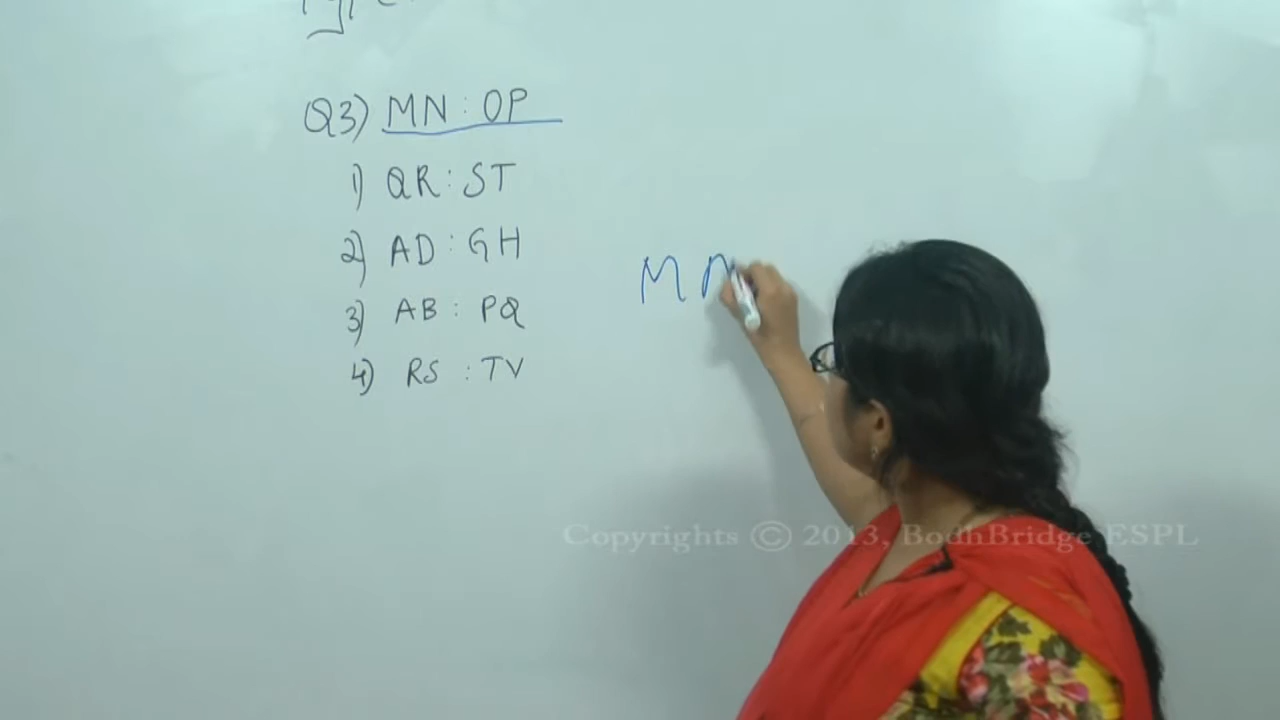 Q3) MN : OP
1) QR : ST
2) AD : GH
3) AB : PQ
4) RS : TV
M N
Copyrights © 2013, BodhBridge ESPL